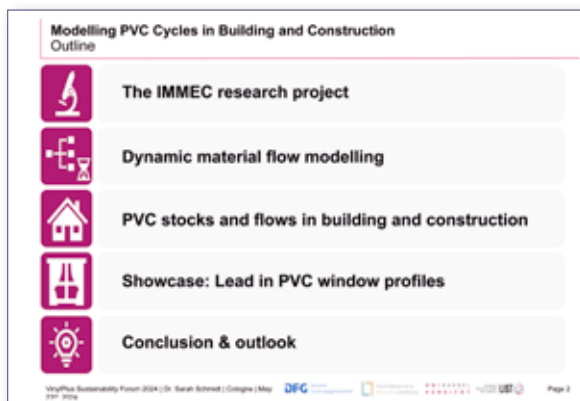 Modelling PVC Cycles in Building and Construction
Outline
The IMMEC research project
Dynamic material flow modelling
PVC stocks and flows in building and construction
Showcase: Lead in PVC window profiles
Conclusion & outlook
VinylPlus Sustainability Forum 2024 | Dr. Sarah Schmidt | Cologne | May
2024
DFG
Page 2